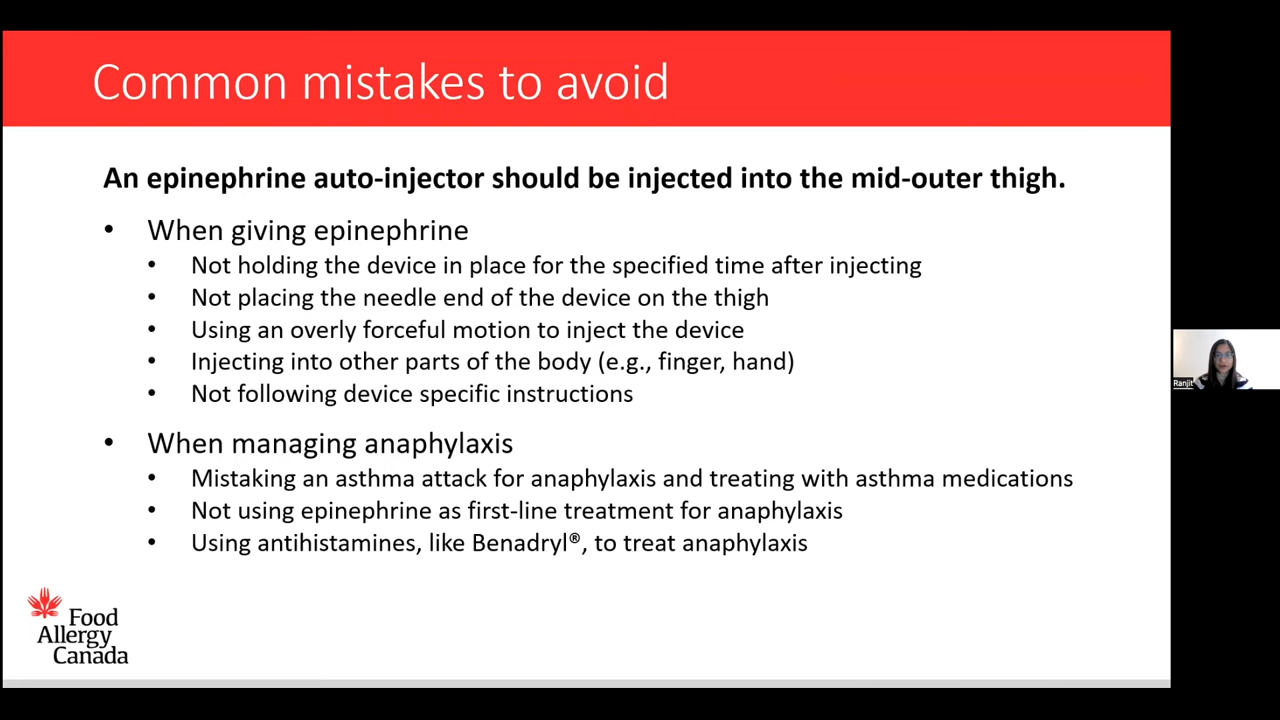 Common mistakes to avoid
An epinephrine auto-injector should be injected into the mid-outer thigh.
• When giving epinephrine
• Not holding the device in place for the specified time after injecting
• Not placing the needle end of the device on the thigh
• Using an overly forceful motion to inject the device
• Injecting into other parts of the body (e.g., finger, hand)
• Not following device specific instructions
• When managing anaphylaxis
• Mistaking an asthma attack for anaphylaxis and treating with asthma medications
• Not using epinephrine as first-line treatment for anaphylaxis
• Using antihistamines, like Benadryl®, to treat anaphylaxis
Food
Allergy
Canada
Ranjit